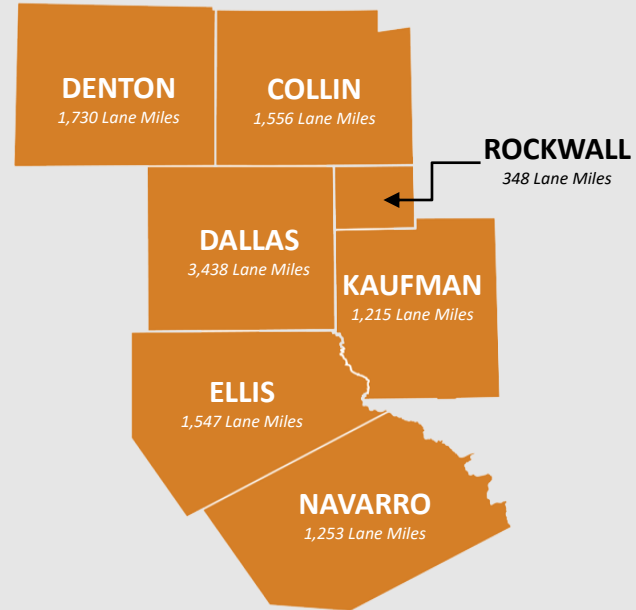 DENTON
1,730 Lane Miles
COLLIN
1,556 Lane Miles
ROCKWALL
348 Lane Miles
DALLAS
3,438 Lane Miles
KAUFMAN
1,215 Lane Miles
ELLIS
1,547 Lane Miles
NAVARRO
1,253 Lane Miles